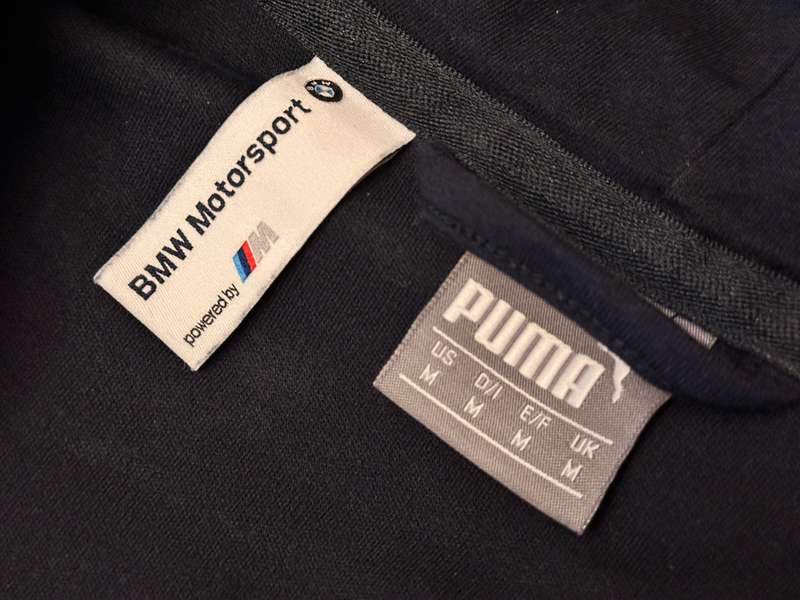 BMW Motorsport
powered by M
PUMA
US D/I E/F UK
M M M M